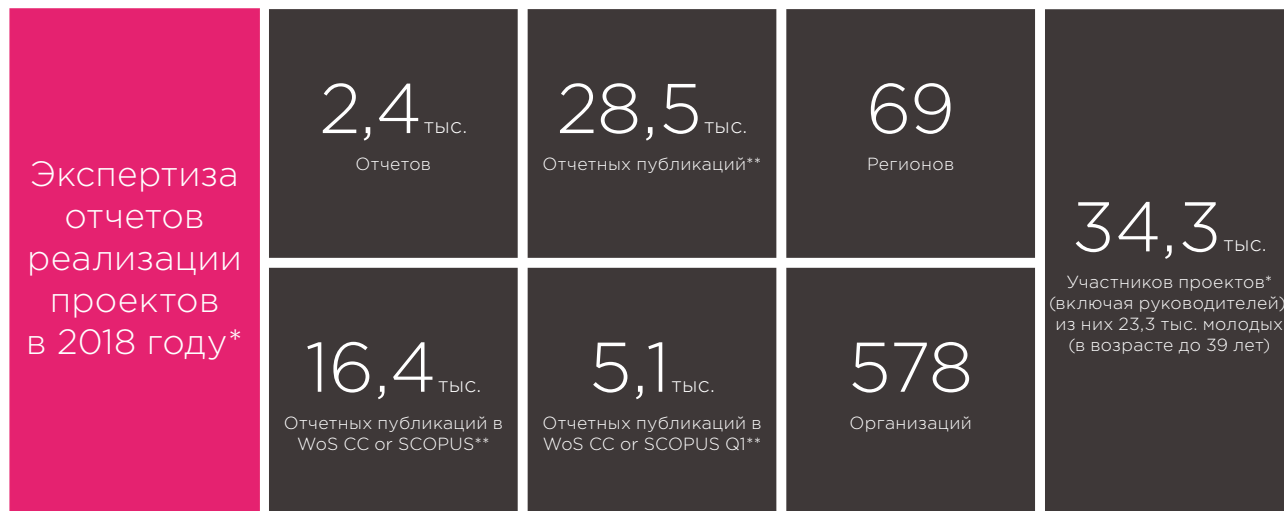 Экспертиза
отчетов
реализации
проектов
в 2018 году*
2,4 тыс.
Отчетов
28,5 тыс.
Отчетных публикаций**
69
Регионов
16,4 тыс.
Отчетных публикаций в
WoS CC or SCOPUS**
5,1 тыс.
Отчетных публикаций в
WoS CC or SCOPUS Q1**
578
Организаций
34,3 тыс.
Участников проектов*
(включая руководителей)
из них 23,3 тыс. молодых
(в возрасте до 39 лет)